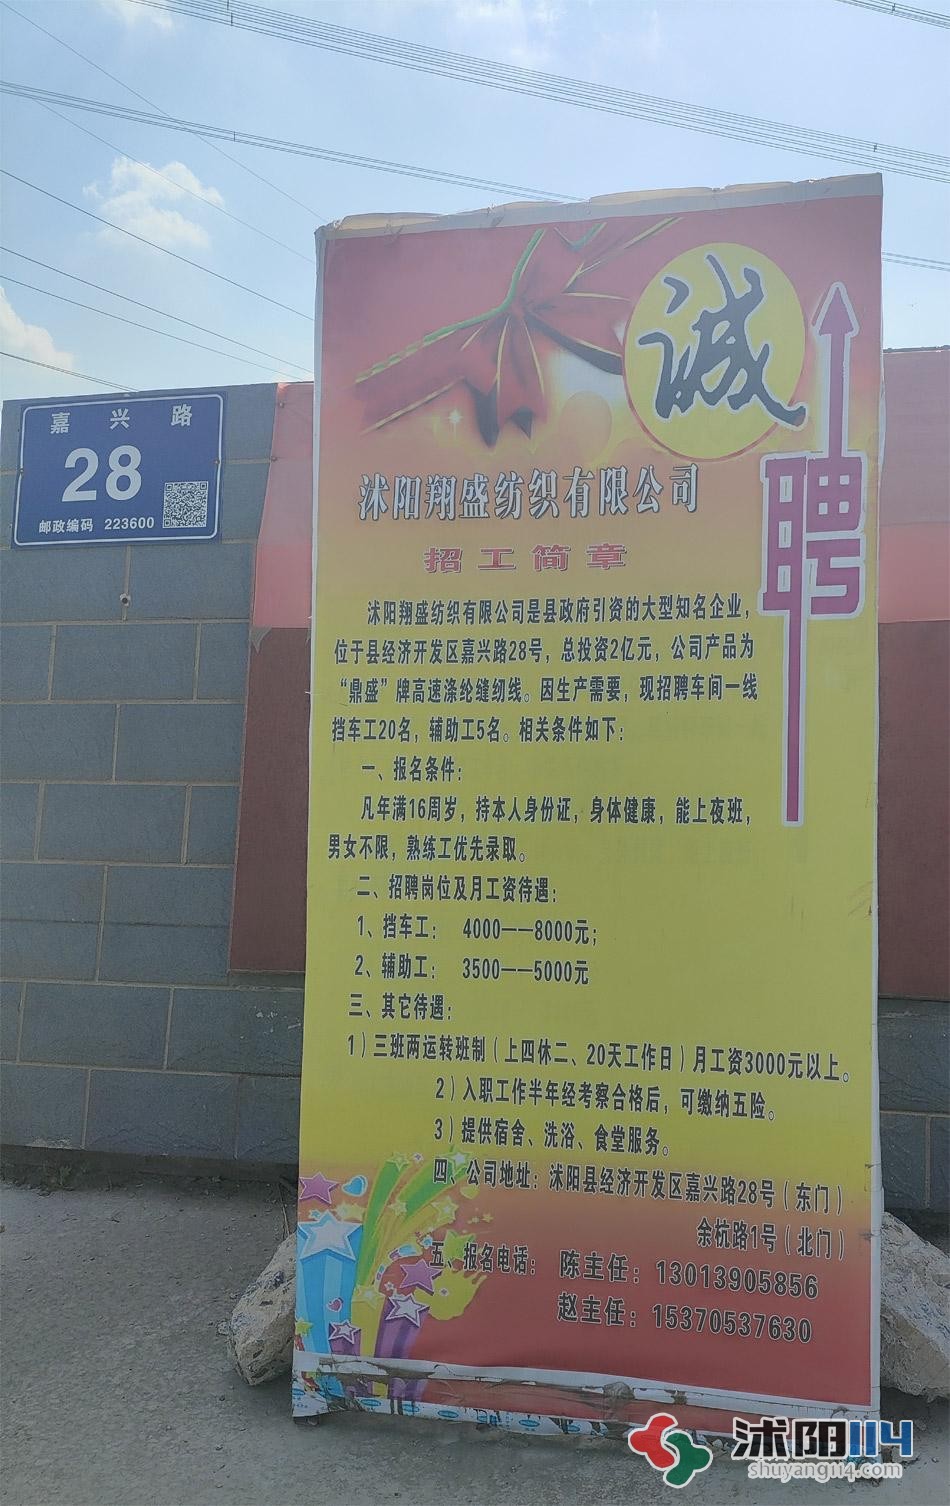 嘉兴路
28
邮政编码 223600
诚
聘
沭阳翔盛纺织有限公司
招工简章
沭阳翔盛纺织有限公司是县政府引资的大型知名企业，
位于县经济开发区嘉兴路28号，总投资2亿元，公司产品为
“鼎盛”牌高速涤纶缝纫线。因生产需要，现招聘车间一线
挡车工20名，辅助工5名。相关条件如下：
一、报名条件：
凡年满16周岁，持本人身份证，身体健康，能上夜班，
男女不限，熟练工优先录取。
二、招聘岗位及月工资待遇：
1、挡车工： 4000——8000元；
2、辅助工： 3500——5000元
三、其它待遇：
1）三班两运转班制（上四休二、20天工作日）月工资3000元以上。
2）入职工作半年经考察合格后，可缴纳五险。
3）提供宿舍、洗浴、食堂服务。
四、公司地址：沭阳县经济开发区嘉兴路28号（东门）
余杭路1号（北门）
五、报名电话： 陈主任：13013905856
赵主任：15370537630
沭阳114
shuyang114.com